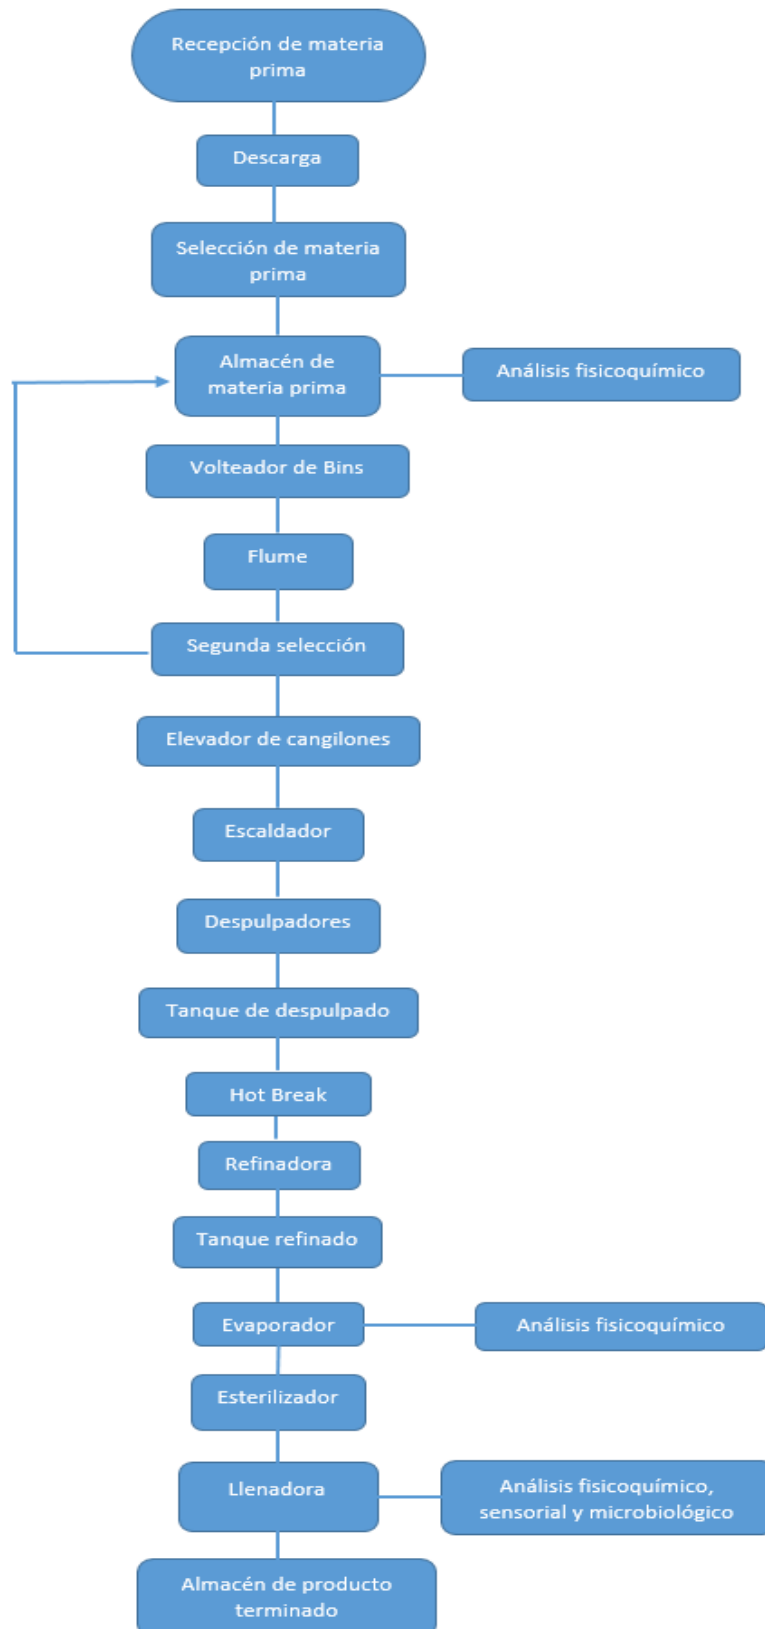 Recepción de materia
prima
Descarga
Selección de materia
prima
Almacén de
materia prima
Análisis fisicoquímico
Volteador de Bins
Flume
Segunda selección
Elevador de cangilones
Escaldador
Despulpadores
Tanque de despulpado
Hot Break
Refinadora
Tanque refinado
Evaporador
Análisis fisicoquímico
Esterilizador
Llenadora
Análisis fisicoquímico,
sensorial y microbiológico
Almacén de producto
terminado